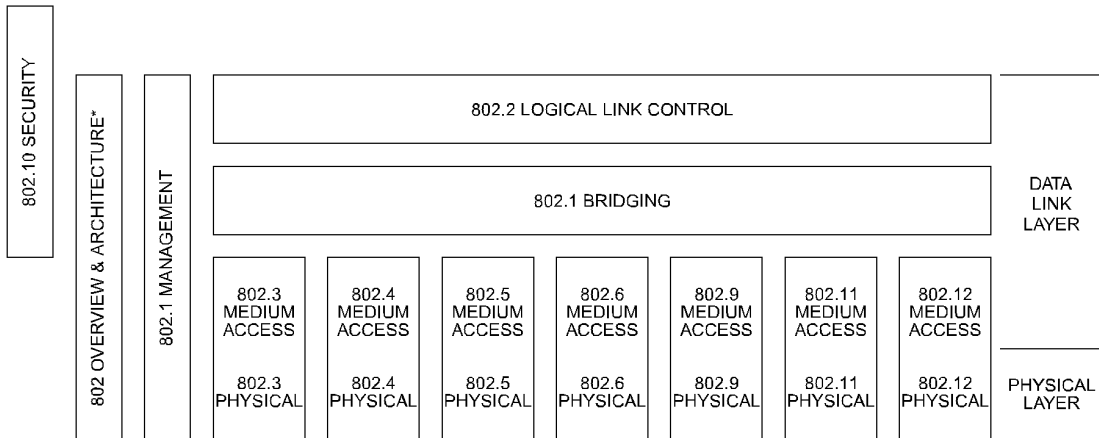 802.10 SECURITY
802 OVERVIEW & ARCHITECTURE*
802.1 MANAGEMENT
802.2 LOGICAL LINK CONTROL
802.1 BRIDGING
DATA
LINK
LAYER
802.3
MEDIUM
ACCESS
802.3
PHYSICAL
802.4
MEDIUM
ACCESS
802.4
PHYSICAL
802.5
MEDIUM
ACCESS
802.5
PHYSICAL
802.6
MEDIUM
ACCESS
802.6
PHYSICAL
802.9
MEDIUM
ACCESS
802.9
PHYSICAL
802.11
MEDIUM
ACCESS
802.11
PHYSICAL
802.12
MEDIUM
ACCESS
802.12
PHYSICAL
PHYSICAL
LAYER